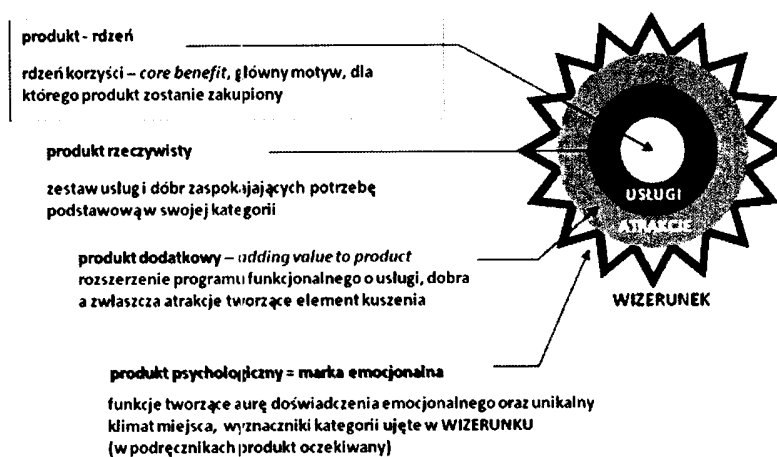 produkt - rdzeń
rdzeń korzyści – core benefit, główny motyw, dla
którego produkt zostanie zakupiony
produkt rzeczywisty
zestaw usług i dóbr zaspokajających potrzebę
podstawową w swojej kategorii
produkt dodatkowy – adding value to product
rozszerzenie programu funkcjonalnego o usługi, dobra
a zwłaszcza atrakcje tworzące element kuszenia
produkt psychologiczny = marka emocjonalna
funkcje tworzące aurę doświadczenia emocjonalnego oraz unikalny
klimat miejsca, wyznaczniki kategorii ujęte w WIZERUNKU
(w podręcznikach produkt oczekiwany)
USŁUGI
ATRAKCJE
WIZERUNEK